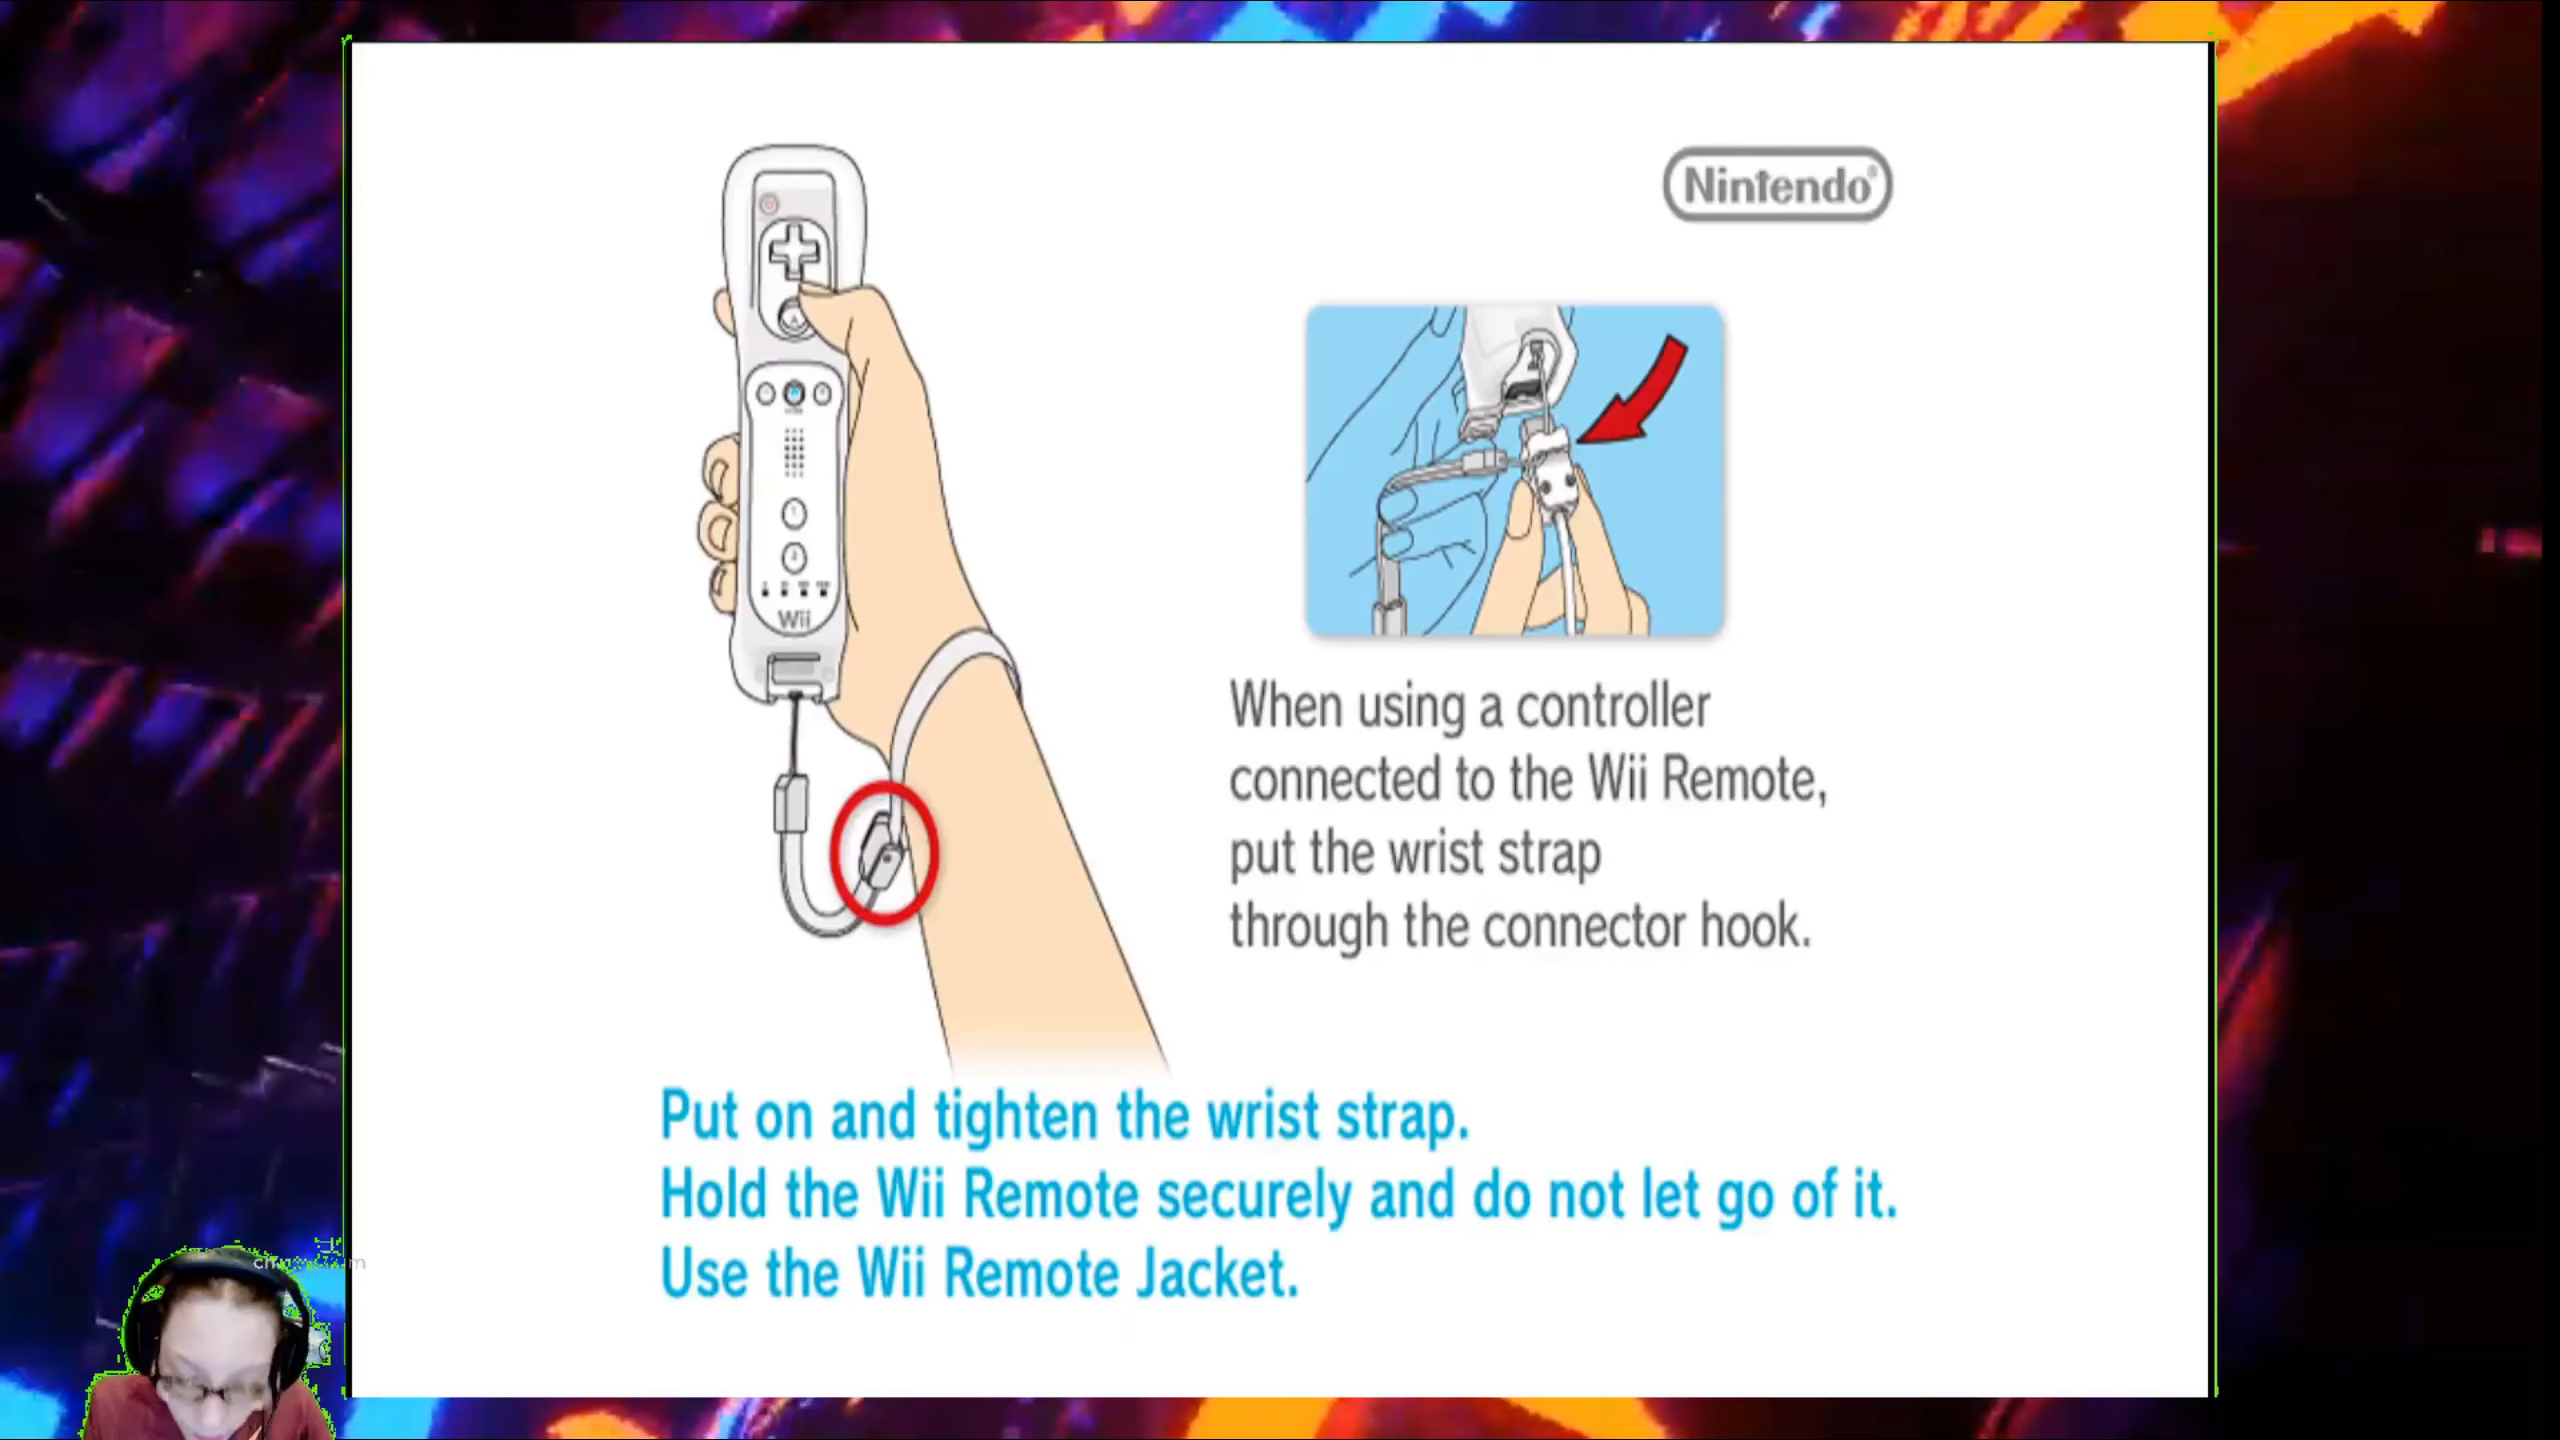 Nintendo®
When using a controller
connected to the Wii Remote,
put the wrist strap
through the connector hook.
1
2
Wii
Put on and tighten the wrist strap.
Hold the Wii Remote securely and do not let go of it.
Use the Wii Remote Jacket.